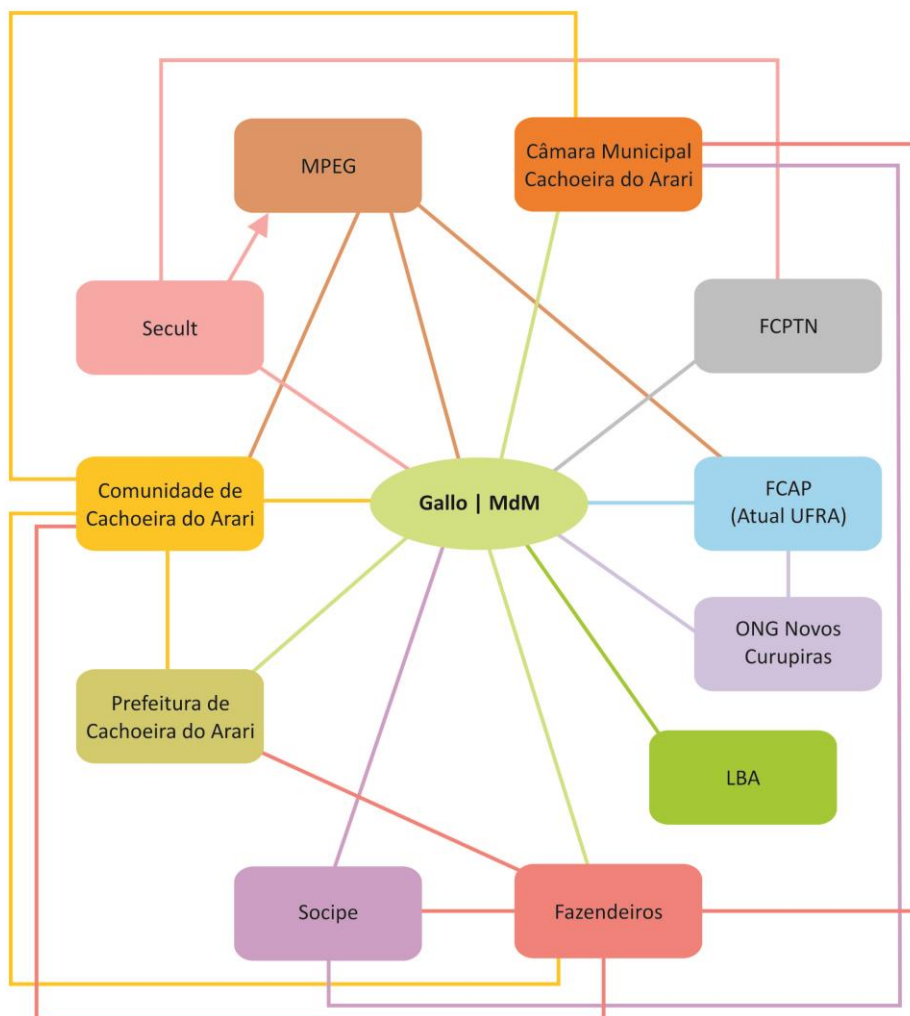 MPEG
Câmara Municipal
Cachoeira do Arari
Secult
FCPTN
Comunidade de
Cachoeira do Arari
Gallo | MdM
FCAP
(Atual UFRA)
ONG Novos
Curupiras
Prefeitura de
Cachoeira do Arari
LBA
Socipe
Fazendeiros